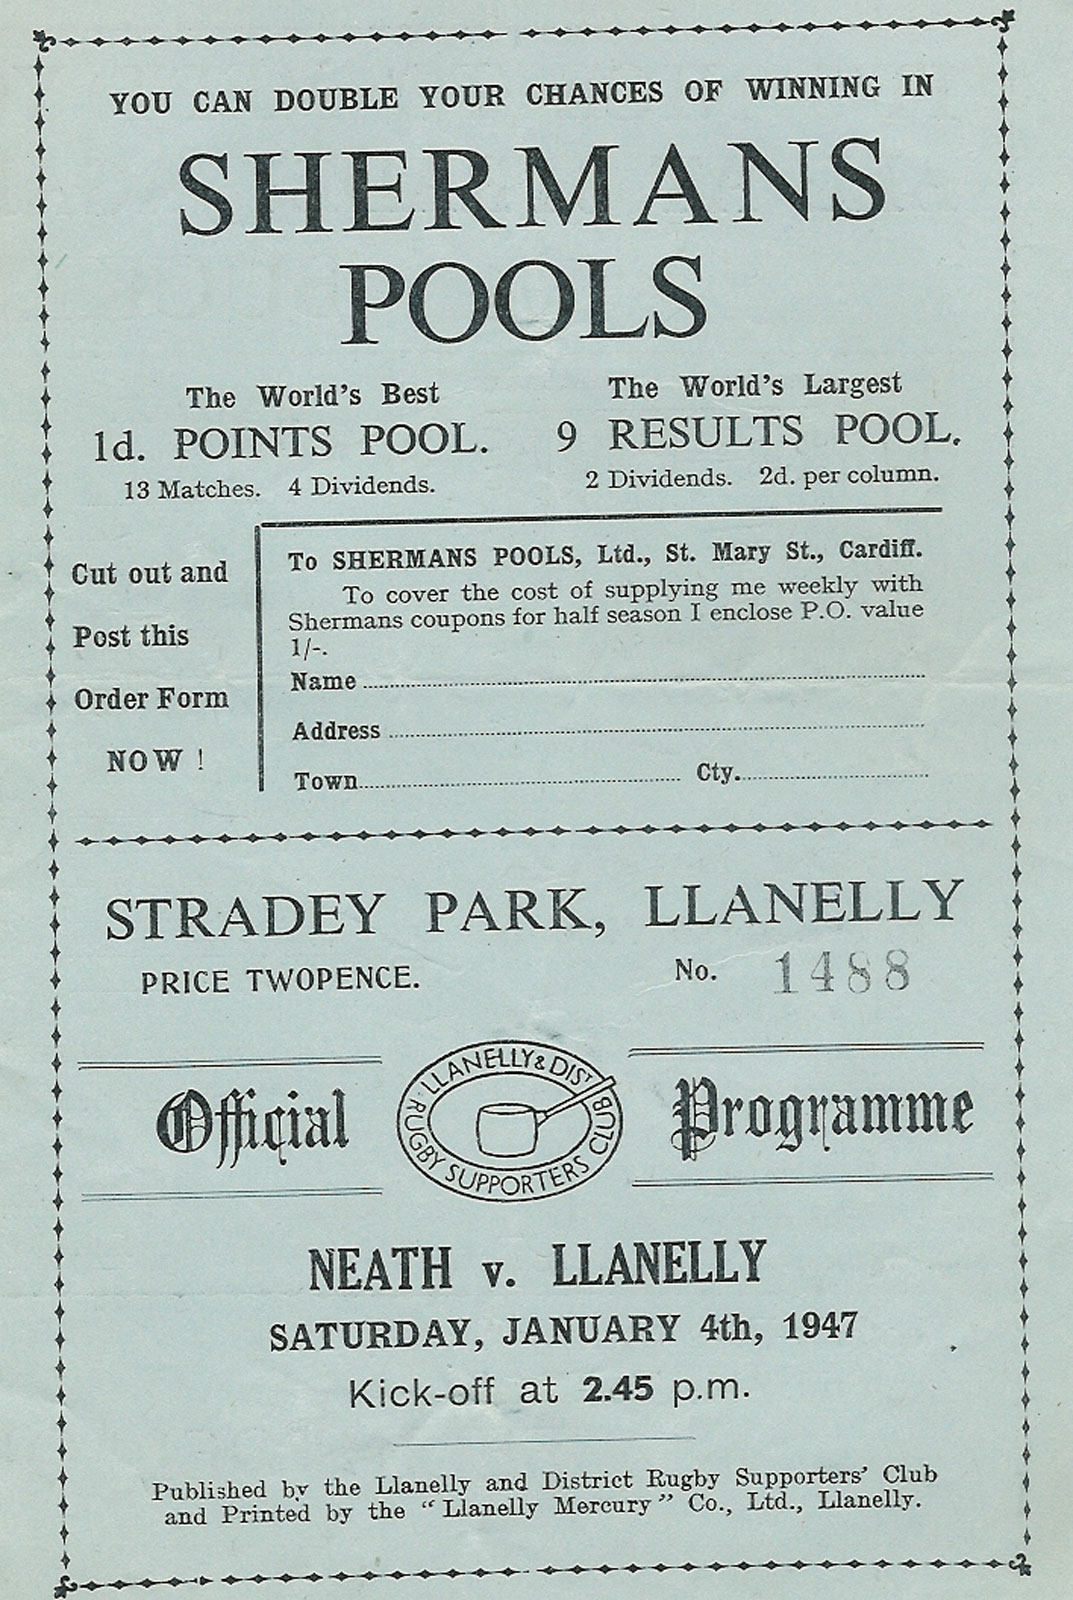 YOU CAN DOUBLE YOUR CHANCES OF WINNING IN
SHERMANS
POOLS
The World's Best
1d. POINTS POOL.
13 Matches. 4 Dividends.
The World's Largest
9 RESULTS POOL.
2 Dividends. 2d. per column.
Cut out and
Post this
Order Form
NOW !
To SHERMANS POOLS, Ltd., St. Mary St., Cardiff.
To cover the cost of supplying me weekly with
Shermans coupons for half season I enclose P.O. value
1/-.
Name
Address
Town Cty.
STRADEY PARK, LLANELLY
PRICE TWOPENCE. No. 1488
Official
LLANELLY & DIST RUGBY SUPPORTERS CLUB
Programme
NEATH v. LLANELLY
SATURDAY, JANUARY 4th, 1947
Kick-off at 2.45 p.m.
Published by the Llanelly and District Rugby Supporters' Club
and Printed by the "Llanelly Mercury" Co., Ltd., Llanelly.